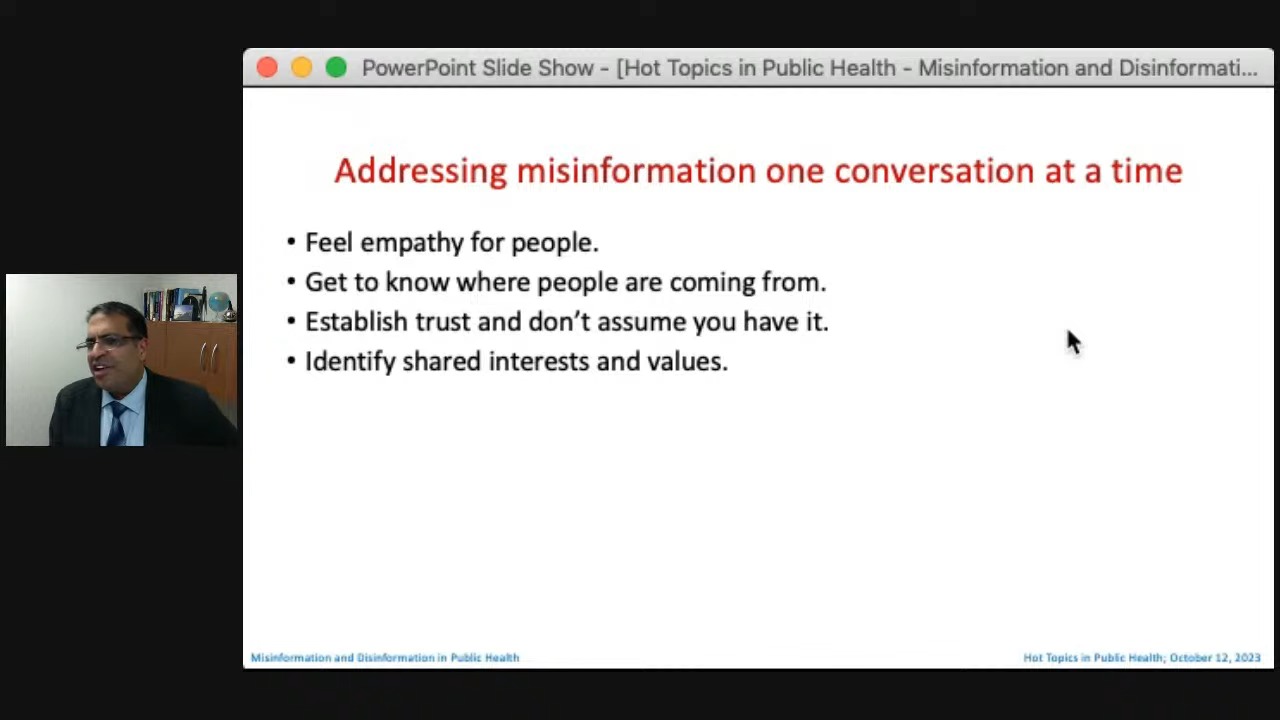 PowerPoint Slide Show - [Hot Topics in Public Health - Misinformation and Disinformati...
Addressing misinformation one conversation at a time
• Feel empathy for people.
• Get to know where people are coming from.
• Establish trust and don't assume you have it.
• Identify shared interests and values.
Misinformation and Disinformation in Public Health
Hot Topics in Public Health; October 12, 2023